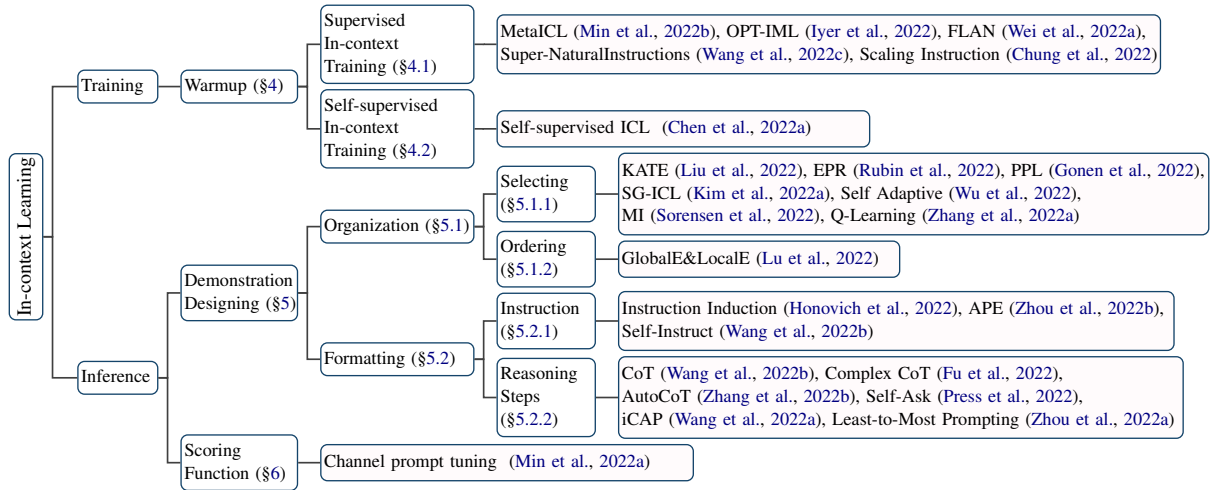 In-context Learning
Training
Warmup (§4)
Supervised
In-context
Training (§4.1)
MetaICL (Min et al., 2022b), OPT-IML (Iyer et al., 2022), FLAN (Wei et al., 2022a),
Super-NaturalInstructions (Wang et al., 2022c), Scaling Instruction (Chung et al., 2022)
Self-supervised
In-context
Training (§4.2)
Self-supervised ICL (Chen et al., 2022a)
Inference
Demonstration
Designing (§5)
Organization (§5.1)
Selecting
(§5.1.1)
KATE (Liu et al., 2022), EPR (Rubin et al., 2022), PPL (Gonen et al., 2022),
SG-ICL (Kim et al., 2022a), Self Adaptive (Wu et al., 2022),
MI (Sorensen et al., 2022), Q-Learning (Zhang et al., 2022a)
Ordering
(§5.1.2)
GlobalE&LocalE (Lu et al., 2022)
Formatting (§5.2)
Instruction
(§5.2.1)
Instruction Induction (Honovich et al., 2022), APE (Zhou et al., 2022b),
Self-Instruct (Wang et al., 2022b)
Reasoning
Steps
(§5.2.2)
CoT (Wang et al., 2022b), Complex CoT (Fu et al., 2022),
AutoCoT (Zhang et al., 2022b), Self-Ask (Press et al., 2022),
iCAP (Wang et al., 2022a), Least-to-Most Prompting (Zhou et al., 2022a)
Scoring
Function (§6)
Channel prompt tuning (Min et al., 2022a)